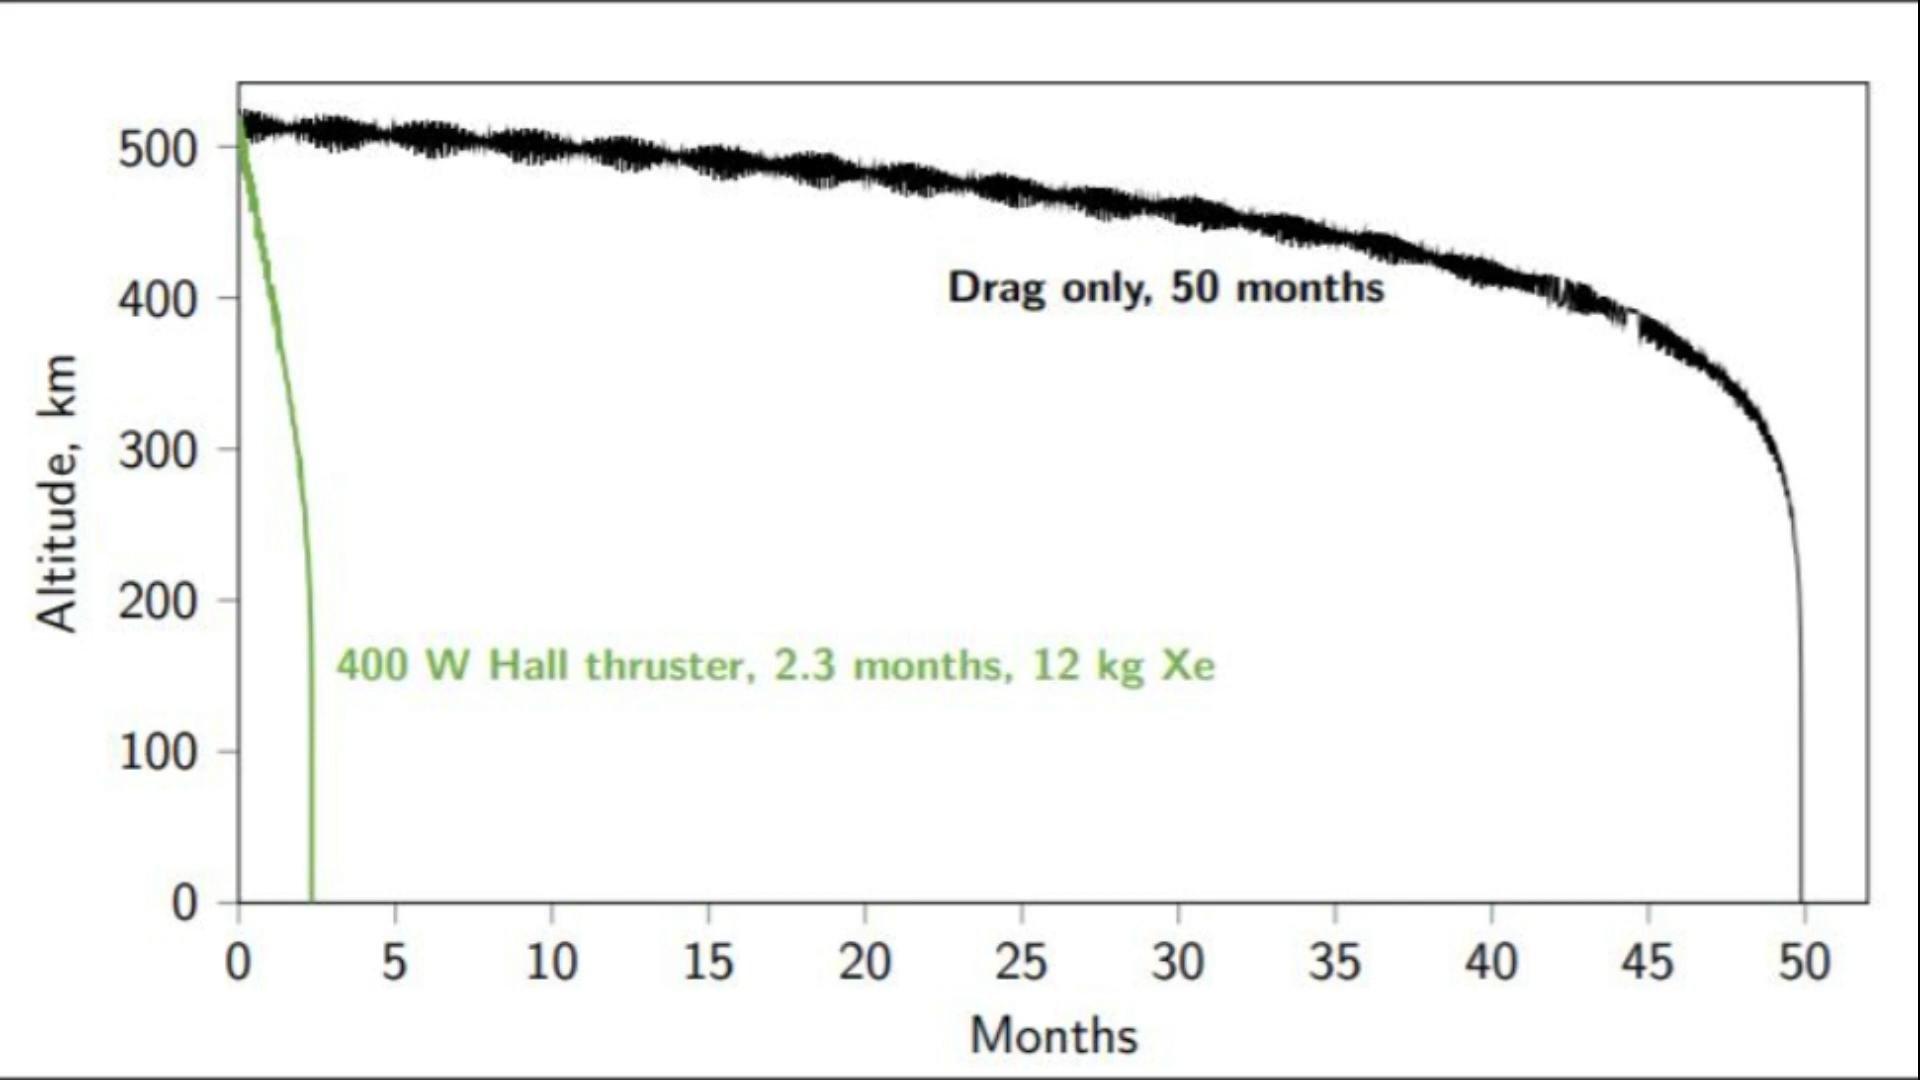 500
400
300
200
100
0
Altitude, km
Drag only, 50 months
400 W Hall thruster, 2.3 months, 12 kg Xe
0 5 10 15 20 25 30 35 40 45 50
Months